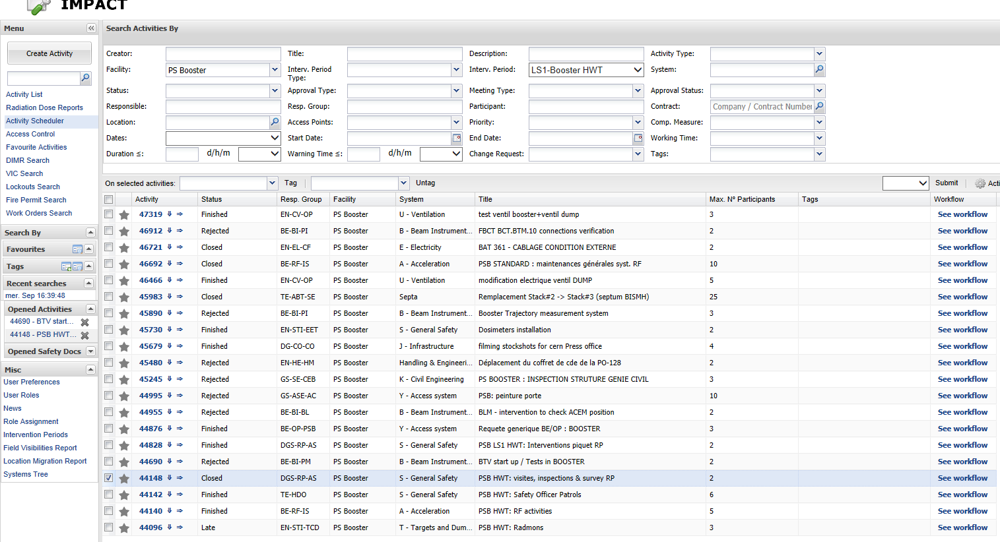 IMPACT
Menu
Create Activity
Activity List
Radiation Dose Reports
Activity Scheduler
Access Control
Favourite Activities
DIMR Search
VIC Search
Lockouts Search
Fire Permit Search
Work Orders Search
Search By
Favourites
Tags
Recent searches
mer. Sep 16:39:48
Opened Activities
44690 - BTV start...
44148 - PSB HWT...
Opened Safety Docs
Misc
User Preferences
User Roles
News
Role Assignment
Intervention Periods
Field Visibilities Report
Location Migration Report
Systems Tree
Search Activities By
Creator: Title: Description: Activity Type:
Facility: PS Booster Interv. Period Type: Interv. Period: LS1-Booster HWT System:
Status: Approval Type: Meeting Type: Approval Status:
Responsible: Resp. Group: Participant: Contract: Company / Contract Number
Location: Access Points: Priority: Comp. Measure:
Dates: Start Date: End Date: Working Time:
Duration ≤: d/h/m Warning Time ≤: d/h/m Change Request: Tags:
On selected activities: Tag Untag Submit Acti
Activity Status Resp. Group Facility System Title Max. N° Participants Tags Workflow
47319 Finished EN-CV-OP PS Booster U - Ventilation test ventil booster+ventil dump 3 See workflow
46912 Rejected BE-BI-PI PS Booster B - Beam Instrument... FBCT BCT.BTM.10 connections verification 2 See workflow
46721 Closed EN-EL-CF PS Booster E - Electricity BAT 361 - CABLAGE CONDITION EXTERNE 2 See workflow
46692 Closed BE-RF-IS PS Booster A - Acceleration PSB STANDARD : maintenances générales syst. RF 10 See workflow
46466 Finished EN-CV-OP PS Booster U - Ventilation modification electrique ventil DUMP 5 See workflow
45983 Closed TE-ABT-SE PS Booster Septa Remplacement Stack#2 -> Stack#3 (septum BISMH) 25 See workflow
45890 Rejected BE-BI-PI PS Booster B - Beam Instrument... Booster Trajectory measurement system 3 See workflow
45730 Finished EN-STI-EET PS Booster S - General Safety Dosimeters installation 2 See workflow
45679 Finished DG-CO-CO PS Booster J - Infrastructure filming stockshots for cern Press office 4 See workflow
45480 Rejected EN-HE-HM PS Booster Handling & Engineeri... Déplacement du coffret de cde de la PO-128 2 See workflow
45245 Rejected GS-SE-CEB PS Booster K - Civil Engineering PS BOOSTER : INSPECTION STRUTURE GENIE CIVIL 3 See workflow
44995 Rejected GS-ASE-AC PS Booster Y - Access system PSB: peinture porte 10 See workflow
44955 Rejected BE-BI-BL PS Booster B - Beam Instrument... BLM - intervention to check ACEM position 2 See workflow
44876 Finished BE-OP-PSB PS Booster Y - Access system Requete generique BE/OP : BOOSTER 3 See workflow
44828 Finished DGS-RP-AS PS Booster S - General Safety PSB LS1 HWT: Interventions piquet RP 2 See workflow
44690 Rejected BE-BI-PM PS Booster B - Beam Instrument... BTV start up / Tests in BOOSTER 2 See workflow
44148 Closed DGS-RP-AS PS Booster S - General Safety PSB HWT: visites, inspections & survey RP 2 See workflow
44142 Finished TE-HDO PS Booster S - General Safety PSB HWT: Safety Officer Patrols 6 See workflow
44140 Finished BE-RF-IS PS Booster A - Acceleration PSB HWT: RF activities 5 See workflow
44096 Late EN-STI-TCD PS Booster T - Targets and Dum... PSB HWT: Radmons 3 See workflow